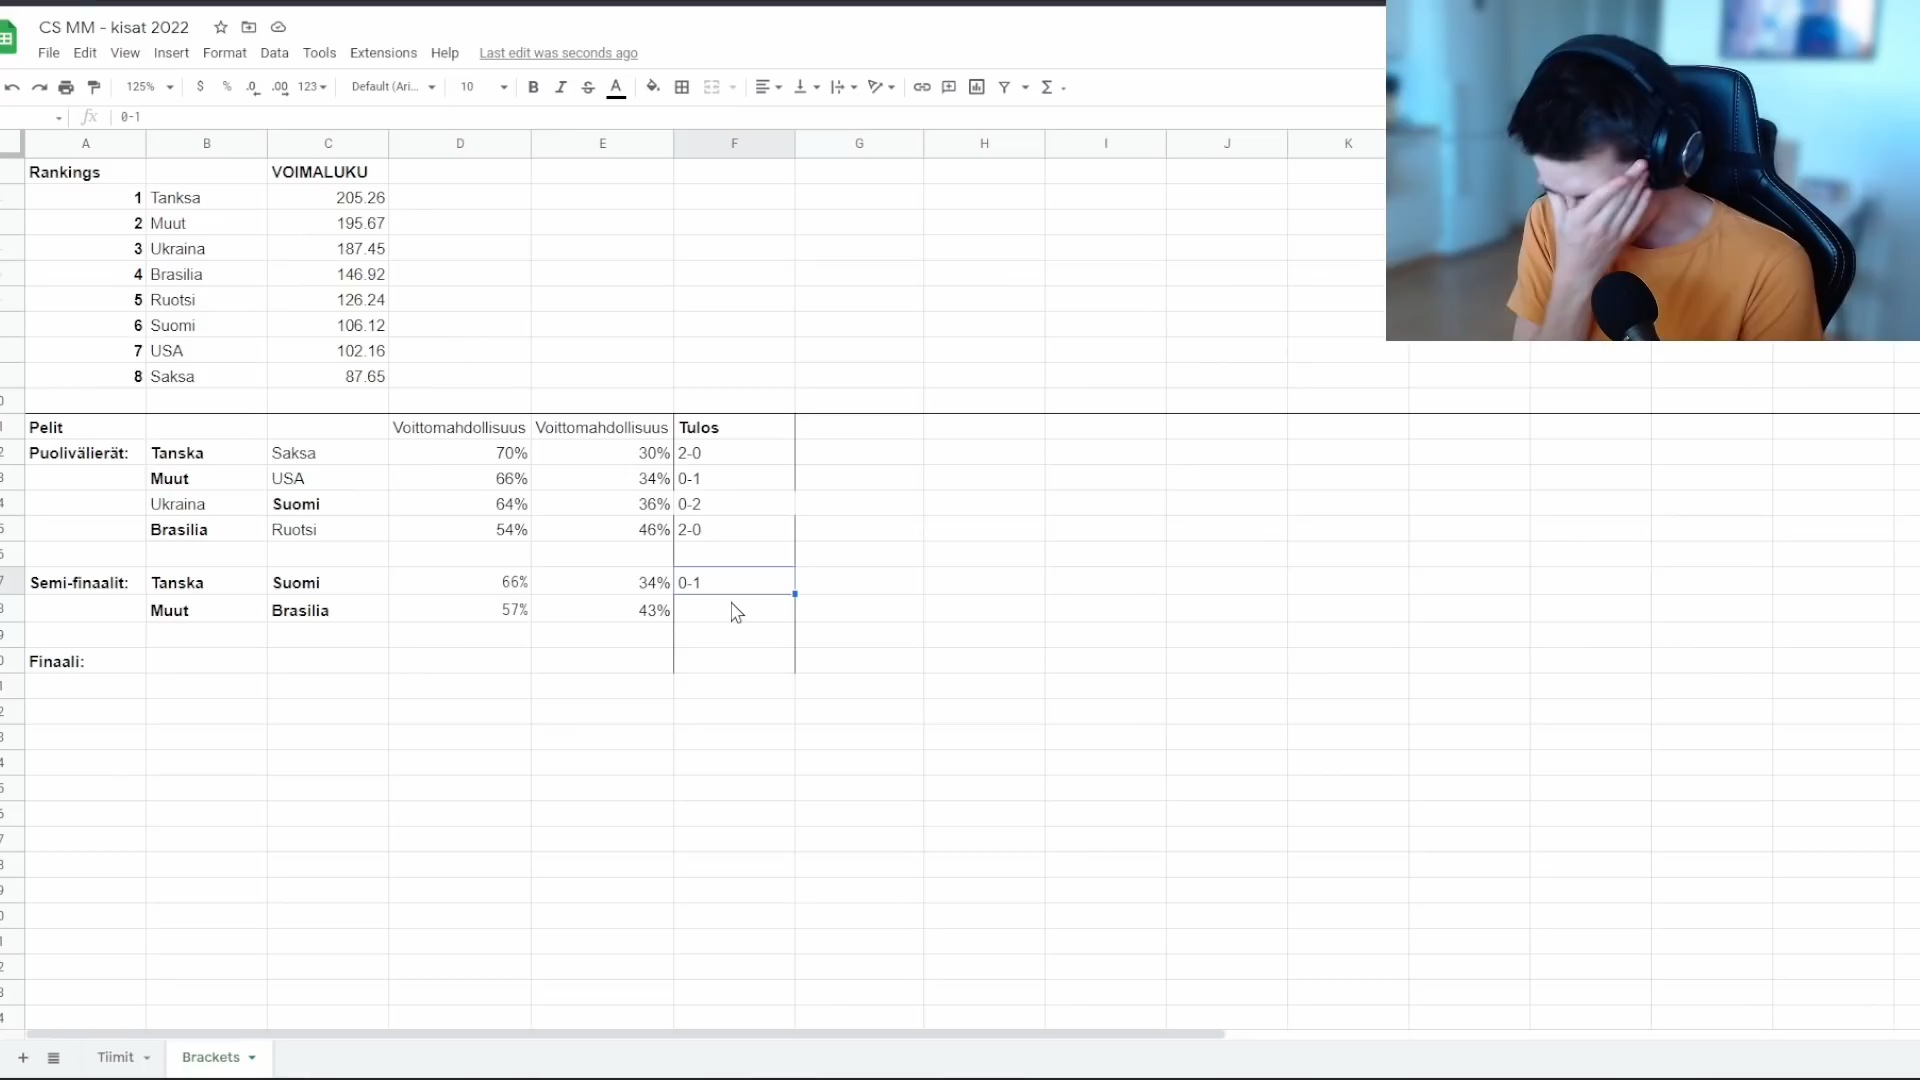 CS MM - kisat 2022
File Edit View Insert Format Data Tools Extensions Help Last edit was seconds ago
125% $ % .0 .00 123 Default (Ari... 10 B I S A Σ
fx 0-1
A B C D E F G H I J K
Rankings VOIMALUKU
1 Tanksa 205.26
2 Muut 195.67
3 Ukraina 187.45
4 Brasilia 146.92
5 Ruotsi 126.24
6 Suomi 106.12
7 USA 102.16
8 Saksa 87.65
Pelit Voittomahdollisuus Voittomahdollisuus Tulos
Puolivälierät: Tanska Saksa 70% 30% 2-0
Muut USA 66% 34% 0-1
Ukraina Suomi 64% 36% 0-2
Brasilia Ruotsi 54% 46% 2-0
Semi-finaalit: Tanska Suomi 66% 34% 0-1
Muut Brasilia 57% 43%
Finaali:
Tiimit Brackets